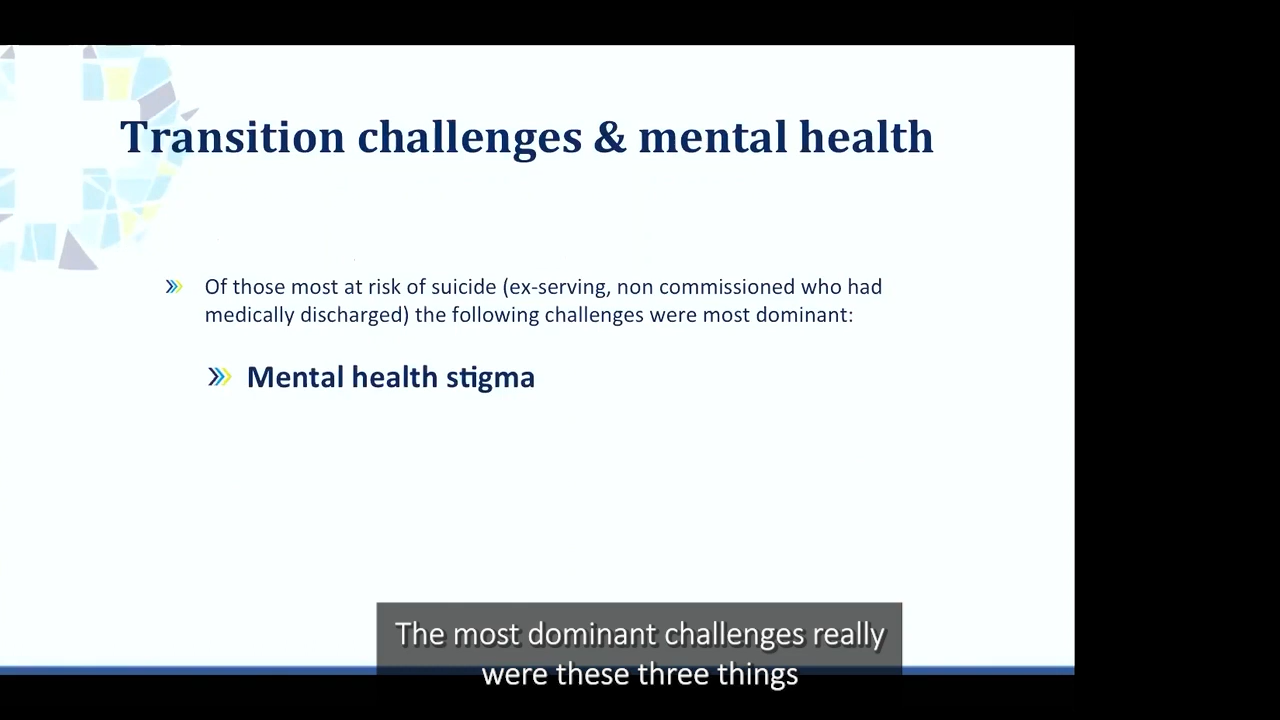 Transition challenges & mental health
Of those most at risk of suicide (ex-serving, non commissioned who had
medically discharged) the following challenges were most dominant:
Mental health stigma
The most dominant challenges really
were these three things